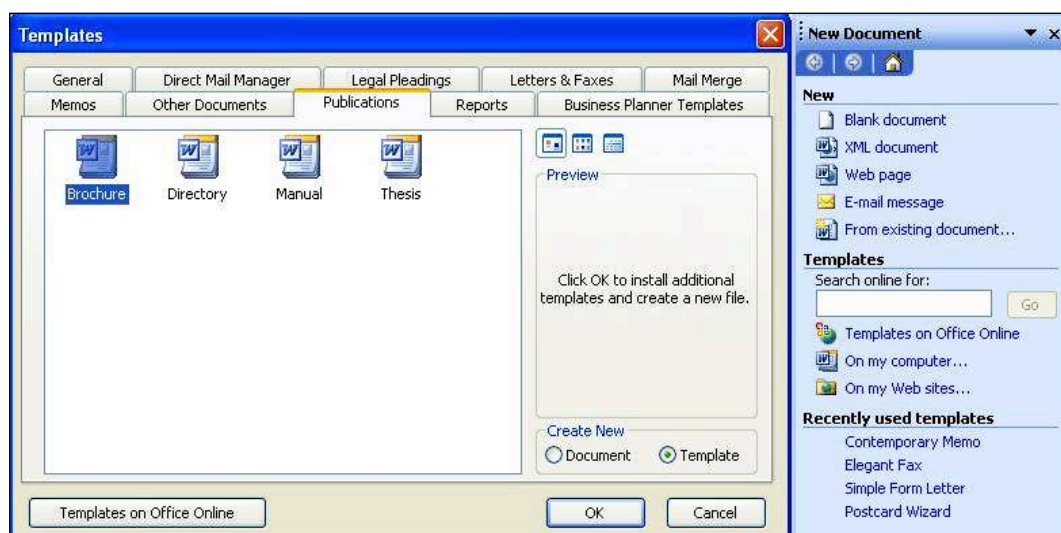 Templates
General Direct Mail Manager Legal Pleadings Letters & Faxes Mail Merge
Memos Other Documents Publications Reports Business Planner Templates
Brochure Directory Manual Thesis
Preview
Click OK to install additional
templates and create a new file.
Create New
Document Template
Templates on Office Online OK Cancel
New Document
New
Blank document
XML document
Web page
E-mail message
From existing document...
Templates
Search online for:
Go
Templates on Office Online
On my computer...
On my Web sites...
Recently used templates
Contemporary Memo
Elegant Fax
Simple Form Letter
Postcard Wizard